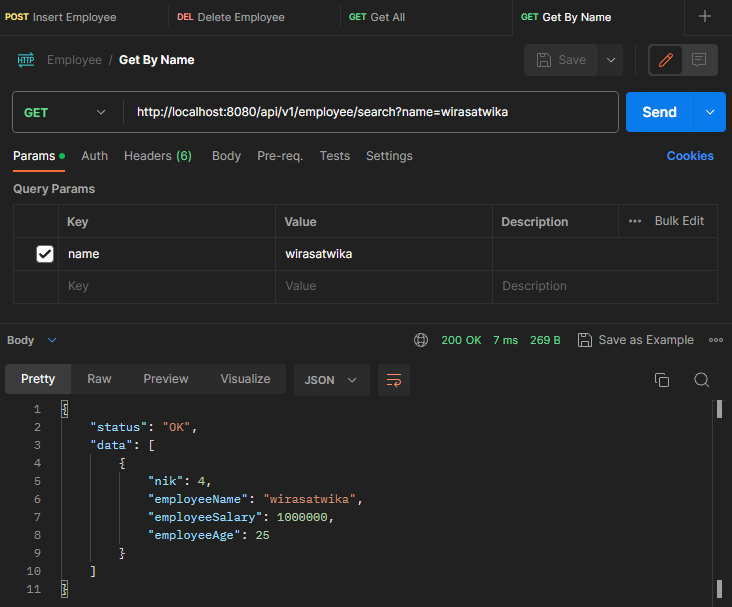 POST Insert Employee DEL Delete Employee GET Get All GET Get By Name
HTTP Employee / Get By Name Save
GET http://localhost:8080/api/v1/employee/search?name=wirasatwika Send
Params Auth Headers (6) Body Pre-req. Tests Settings Cookies
Query Params
Key Value Description Bulk Edit
name wirasatwika
Key Value Description
Body 200 OK 7 ms 269 B Save as Example
Pretty Raw Preview Visualize JSON
1 {
2 "status": "OK",
3 "data": [
4 {
5 "nik": 4,
6 "employeeName": "wirasatwika",
7 "employeeSalary": 1000000,
8 "employeeAge": 25
9 }
10 ]
11 }